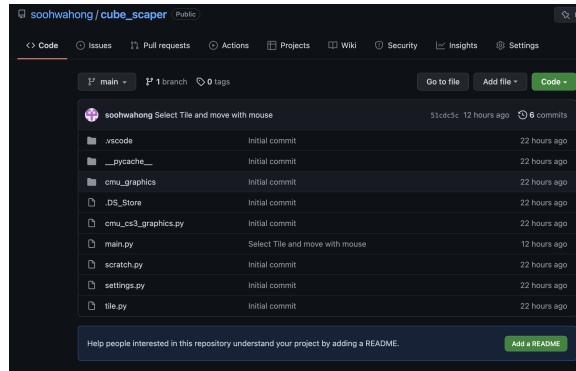 soohwahong / cube_scaper Public
Code Issues Pull requests Actions Projects Wiki Security Insights Settings
main 1 branch 0 tags Go to file Add file Code
soohwahong Select Tile and move with mouse 51cdc5c 12 hours ago 6 commits
.vscode Initial commit 22 hours ago
__pycache__ Initial commit 22 hours ago
cmu_graphics Initial commit 22 hours ago
.DS_Store Initial commit 22 hours ago
cmu_cs3_graphics.py Initial commit 22 hours ago
main.py Select Tile and move with mouse 12 hours ago
scratch.py Initial commit 22 hours ago
settings.py Initial commit 22 hours ago
tile.py Initial commit 22 hours ago
Help people interested in this repository understand your project by adding a README. Add a README